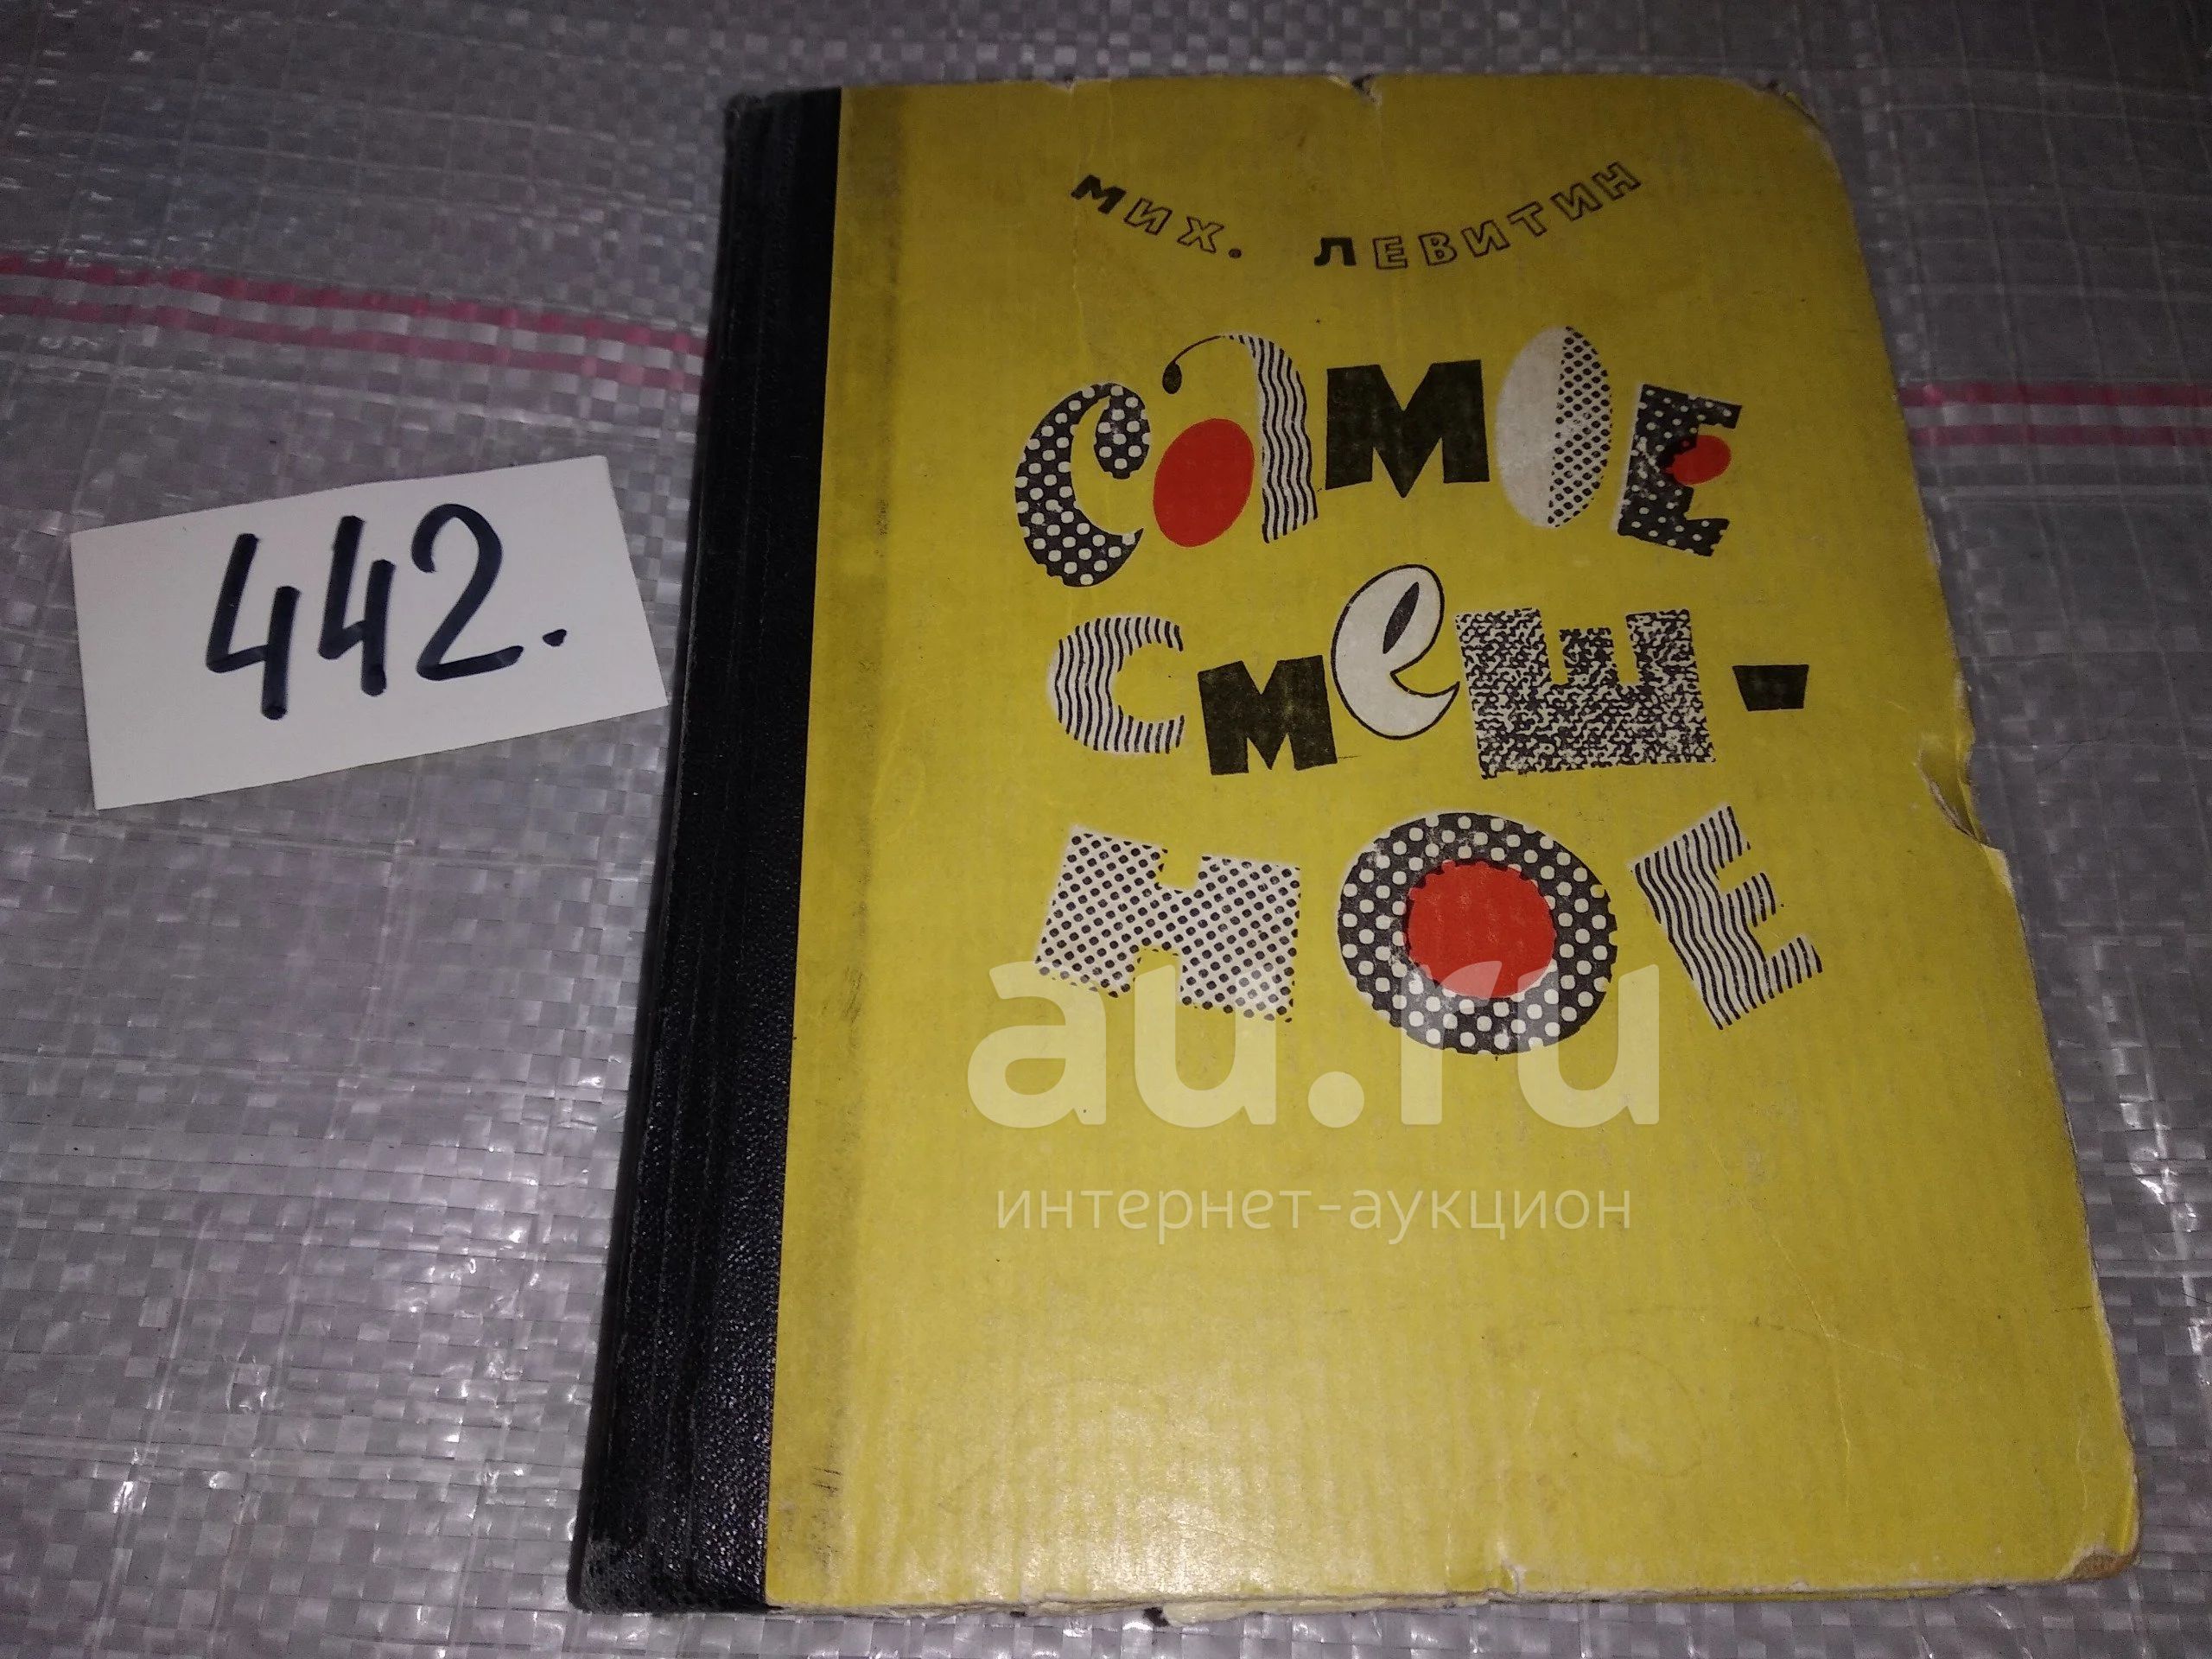 МИХ. ЛЕВИТИН
Самое
смеш-
ное
442.
au.ru
интернет-аукцион